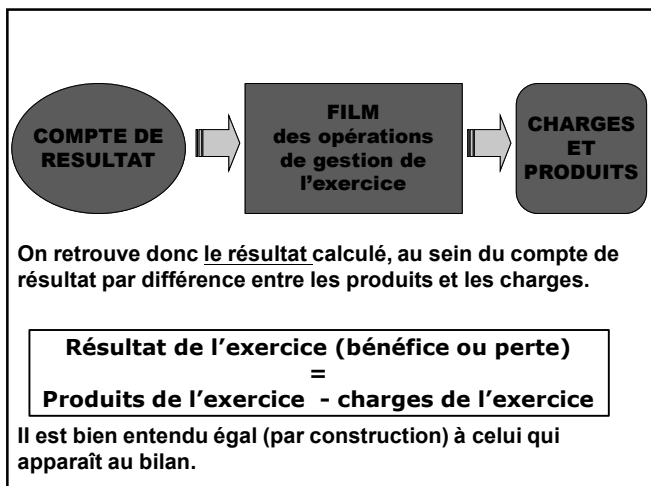 COMPTE DE
RESULTAT
FILM
des opérations
de gestion de
l'exercice
CHARGES
ET
PRODUITS
On retrouve donc le résultat calculé, au sein du compte de
résultat par différence entre les produits et les charges.
Résultat de l'exercice (bénéfice ou perte)
=
Produits de l'exercice - charges de l'exercice
Il est bien entendu égal (par construction) à celui qui
apparaît au bilan.